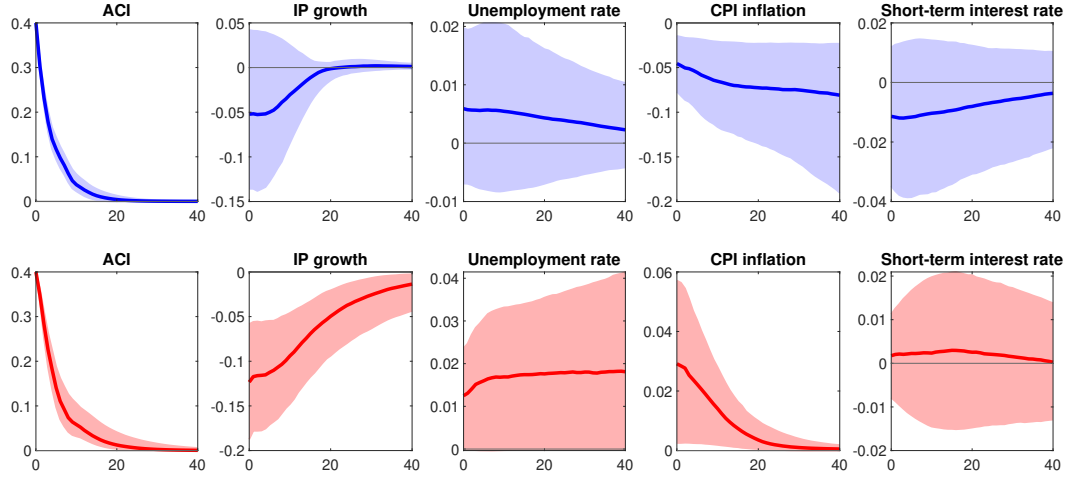 ACI IP growth Unemployment rate CPI inflation Short-term interest rate
0.4 0.05 0.02 0 0.02
0.3 0 0.01 -0.05 0
0.2 -0.05 0 -0.1 -0.02
0.1 -0.1 -0.15
0 -0.15 -0.01 -0.2 -0.04
0 20 40 0 20 40 0 20 40 0 20 40 0 20 40
ACI IP growth Unemployment rate CPI inflation Short-term interest rate
0.4 0 0.04 0.06 0.02
0.3 -0.05 0.03 0.04 0.01
0.2 -0.1 0.02 0
0.1 -0.15 0.01 0.02 -0.01
0 -0.2 0 0 -0.02
0 20 40 0 20 40 0 20 40 0 20 40 0 20 40